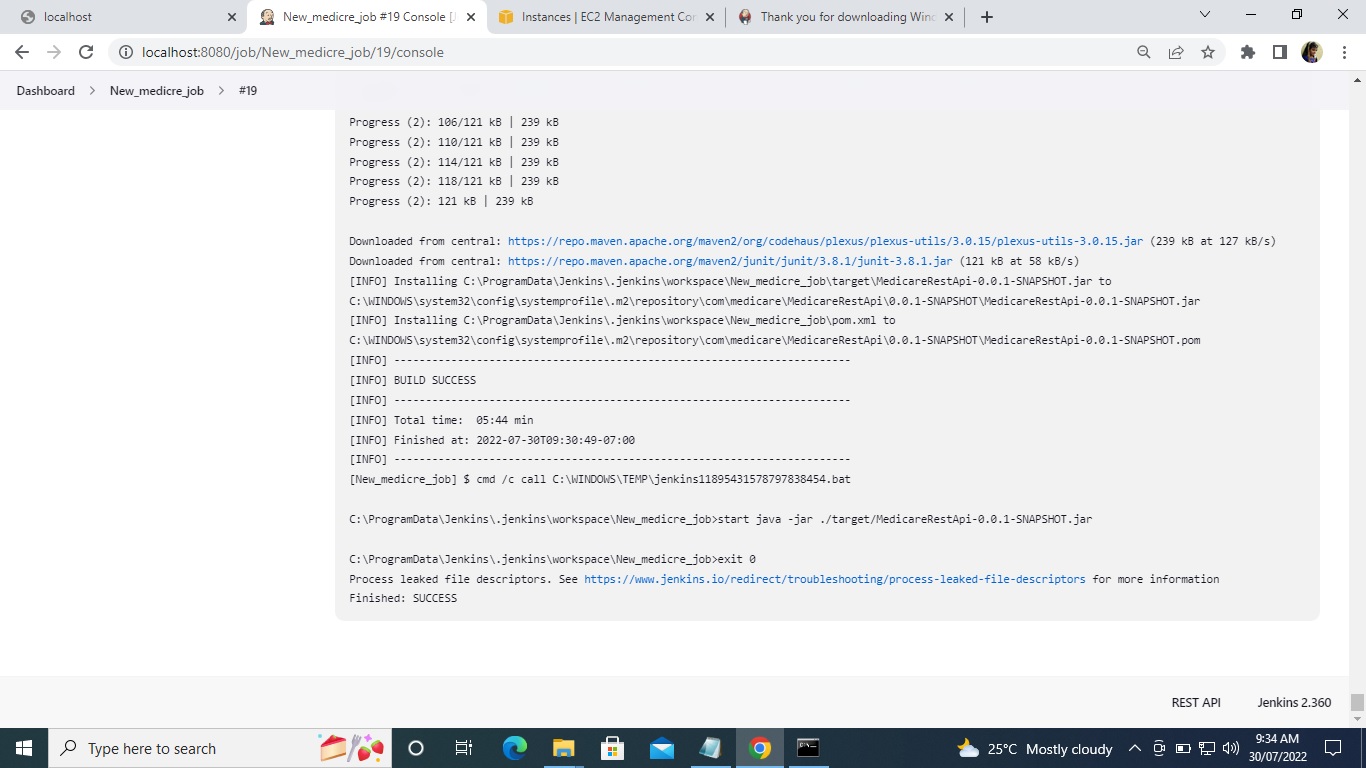 localhost
New_medicre_job #19 Console [J
Instances | EC2 Management Con
Thank you for downloading Wind
localhost:8080/job/New_medicre_job/19/console
Dashboard > New_medicre_job > #19
Progress (2): 106/121 kB | 239 kB
Progress (2): 110/121 kB | 239 kB
Progress (2): 114/121 kB | 239 kB
Progress (2): 118/121 kB | 239 kB
Progress (2): 121 kB | 239 kB
Downloaded from central: https://repo.maven.apache.org/maven2/org/codehaus/plexus/plexus-utils/3.0.15/plexus-utils-3.0.15.jar (239 kB at 127 kB/s)
Downloaded from central: https://repo.maven.apache.org/maven2/junit/junit/3.8.1/junit-3.8.1.jar (121 kB at 58 kB/s)
[INFO] Installing C:\ProgramData\Jenkins\.jenkins\workspace\New_medicre_job\target\MedicareRestApi-0.0.1-SNAPSHOT.jar to
C:\WINDOWS\system32\config\systemprofile\.m2\repository\com\medicare\MedicareRestApi\0.0.1-SNAPSHOT\MedicareRestApi-0.0.1-SNAPSHOT.jar
[INFO] Installing C:\ProgramData\Jenkins\.jenkins\workspace\New_medicre_job\pom.xml to
C:\WINDOWS\system32\config\systemprofile\.m2\repository\com\medicare\MedicareRestApi\0.0.1-SNAPSHOT\MedicareRestApi-0.0.1-SNAPSHOT.pom
[INFO] ------------------------------------------------------------------------
[INFO] BUILD SUCCESS
[INFO] ------------------------------------------------------------------------
[INFO] Total time:  05:44 min
[INFO] Finished at: 2022-07-30T09:30:49-07:00
[INFO] ------------------------------------------------------------------------
[New_medicre_job] $ cmd /c call C:\WINDOWS\TEMP\jenkins11895431578797838454.bat
C:\ProgramData\Jenkins\.jenkins\workspace\New_medicre_job>start java -jar ./target/MedicareRestApi-0.0.1-SNAPSHOT.jar
C:\ProgramData\Jenkins\.jenkins\workspace\New_medicre_job>exit 0
Process leaked file descriptors. See https://www.jenkins.io/redirect/troubleshooting/process-leaked-file-descriptors for more information
Finished: SUCCESS
REST API
Jenkins 2.360
Type here to search
25°C Mostly cloudy
9:34 AM
30/07/2022